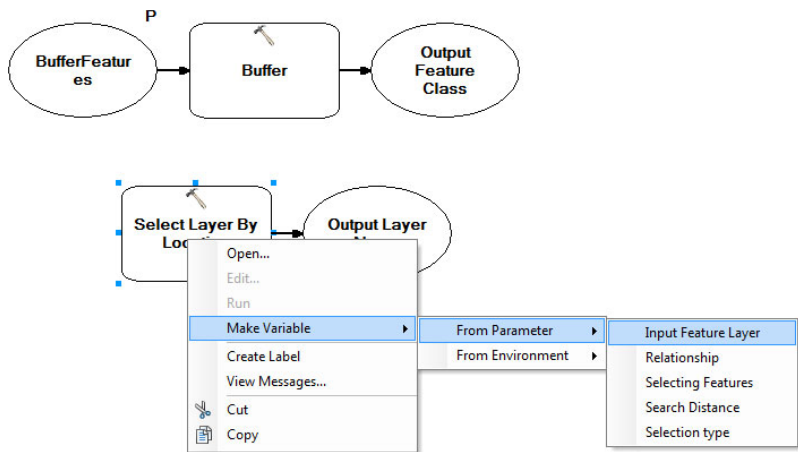 P
BufferFeatur
es
Buffer
Output
Feature
Class
Select Layer By
Output Layer
Open...
Edit...
Run
Make Variable
From Parameter
Input Feature Layer
Create Label
From Environment
Relationship
View Messages...
Selecting Features
Cut
Search Distance
Copy
Selection type